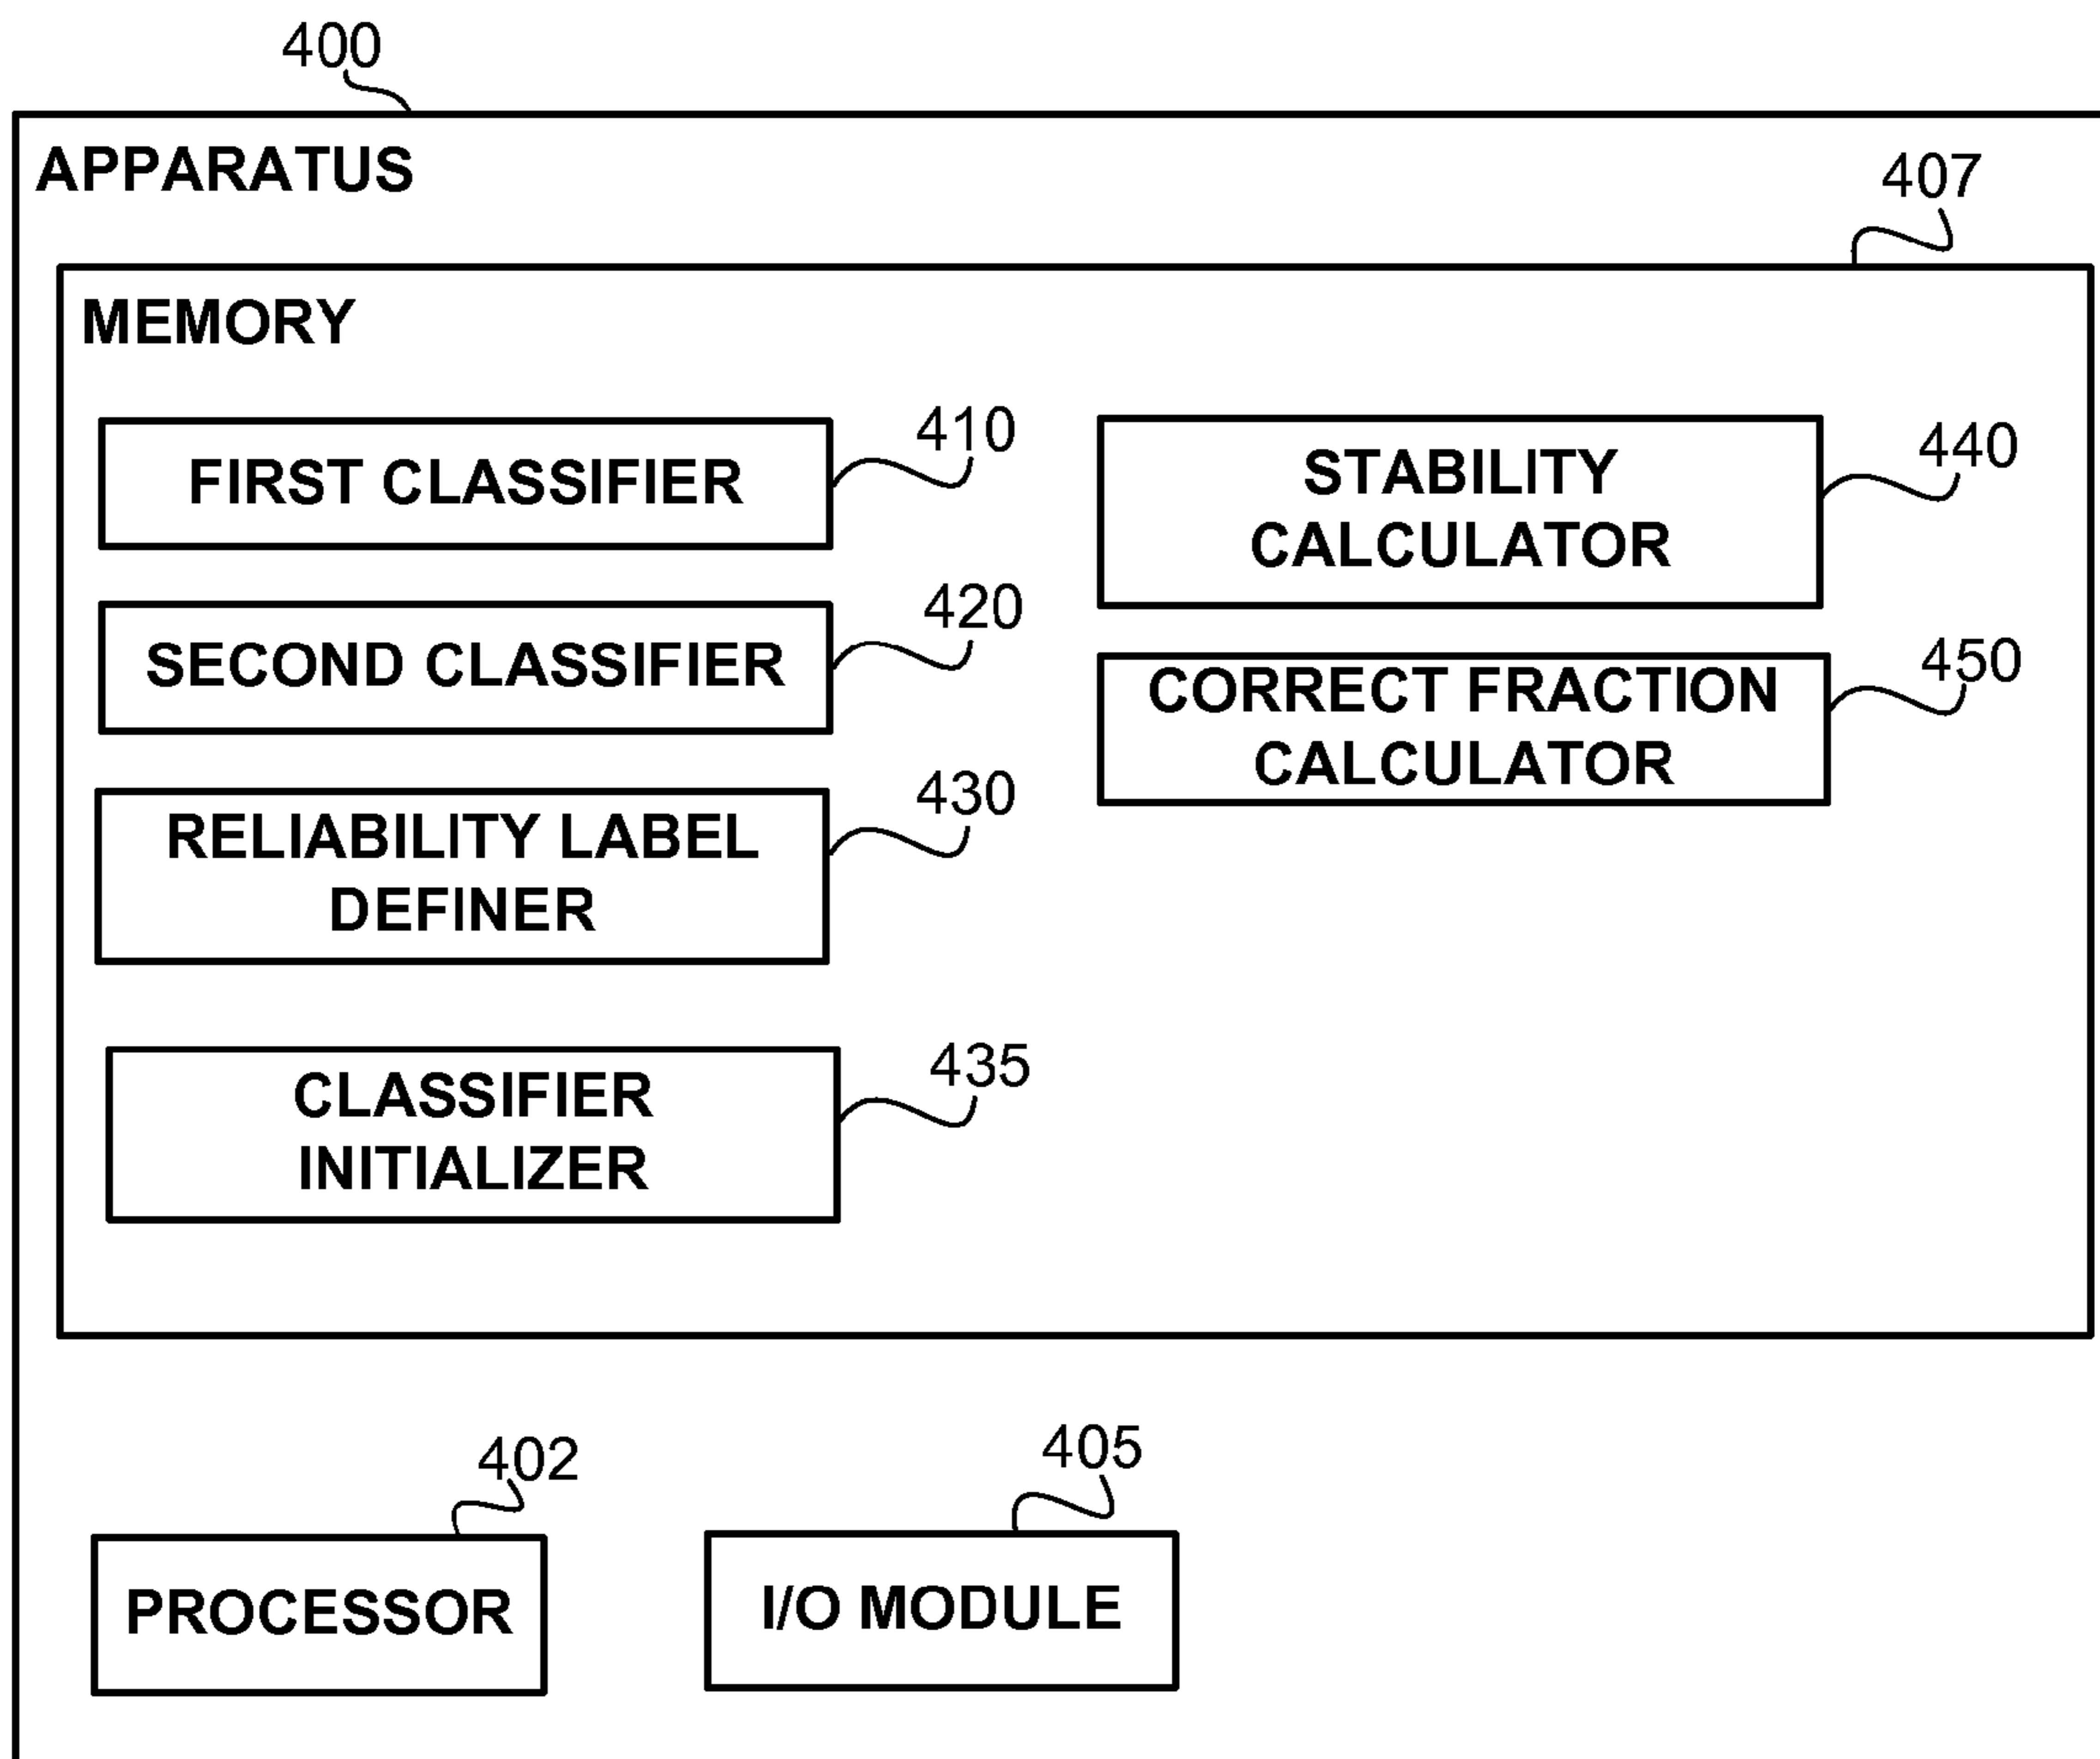 400
APPARATUS
407
MEMORY
FIRST CLASSIFIER
410
SECOND CLASSIFIER
420
RELIABILITY LABEL
DEFINER
430
CLASSIFIER
INITIALIZER
435
STABILITY
CALCULATOR
440
CORRECT FRACTION
CALCULATOR
450
402
PROCESSOR
405
I/O MODULE